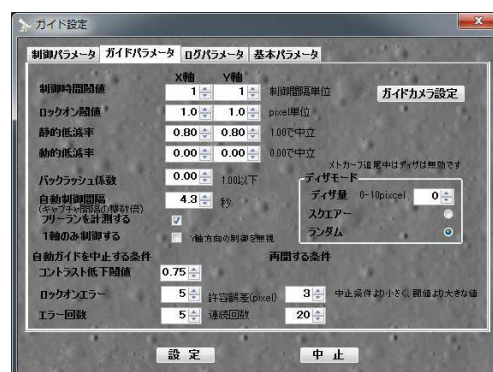 ガイド設定
制御パラメータ ガイドパラメータ ログパラメータ 基本パラメータ
X軸 Y軸
制御時間閾値 1 1 制御間隔単位 ガイドカメラ設定
ロックオン閾値 1.0 1.0 pixel単位
静的低減率 0.80 0.80 1.00で中立
動的低減率 0.00 0.00 0.00で中立
メトカーフ追尾中はディザは無効です
バックラッシュ係数 0.00 1.00以下
ディザモード
ディザ量 0-10pixcel 0
自動制御間隔 4.3 秒
(キャプチャ間隔の整数倍)
スクエアー
フリーランを計測する
ランダム
1軸のみ制御する Y軸方向の制御を無視
自動ガイドを中止する条件 再開する条件
コントラスト低下閾値 0.75
ロックオンエラー 5 許容誤差(pixel) 3 中止条件より小さく、閾値より大きな値
エラー回数 5 連続回数 20
設 定 中 止